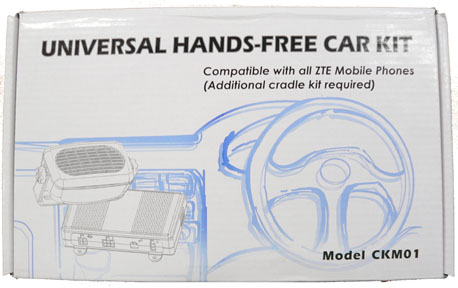 UNIVERSAL HANDS-FREE CAR KIT
Compatible with all ZTE Mobile Phones
(Additional cradle kit required)
Model CKM01